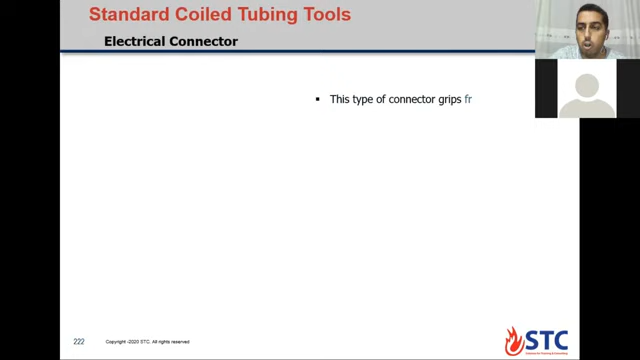 Standard Coiled Tubing Tools
Electrical Connector
▪ This type of connector grips fr
222
Copyright -2020 STC. All rights reserved
STC